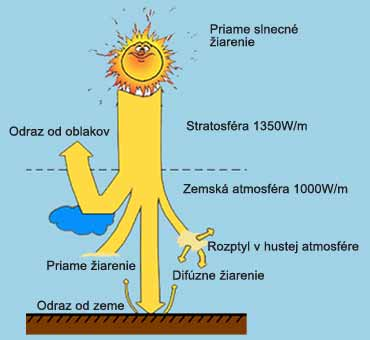 Priame slnecné
žiarenie
Odraz od oblakov
Stratosféra 1350W/m
Zemská atmosféra 1000W/m
Rozptyl v hustej atmosfére
Priame žiarenie
Difúzne žiarenie
Odraz od zeme